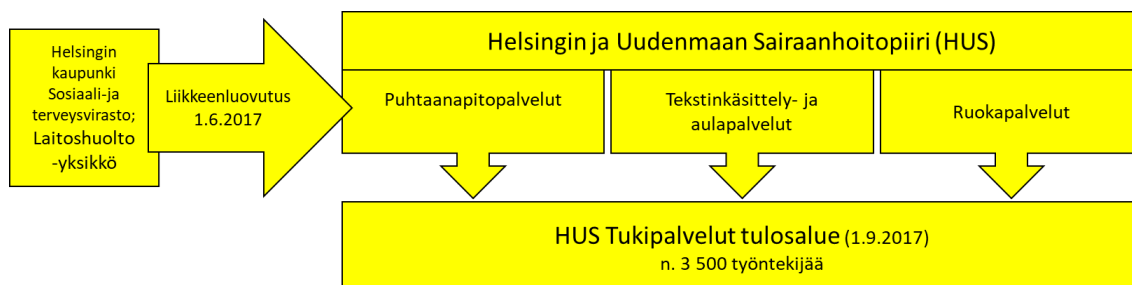 Helsingin
kaupunki
Sosiaali-ja
terveysvirasto;
Laitoshuolto
-yksikkö
Liikkeenluovutus
1.6.2017
Helsingin ja Uudenmaan Sairaanhoitopiiri (HUS)
Puhtaanapitopalvelut
Tekstinkäsittely- ja
aulapalvelut
Ruokapalvelut
HUS Tukipalvelut tulosalue (1.9.2017)
n. 3 500 työntekijää